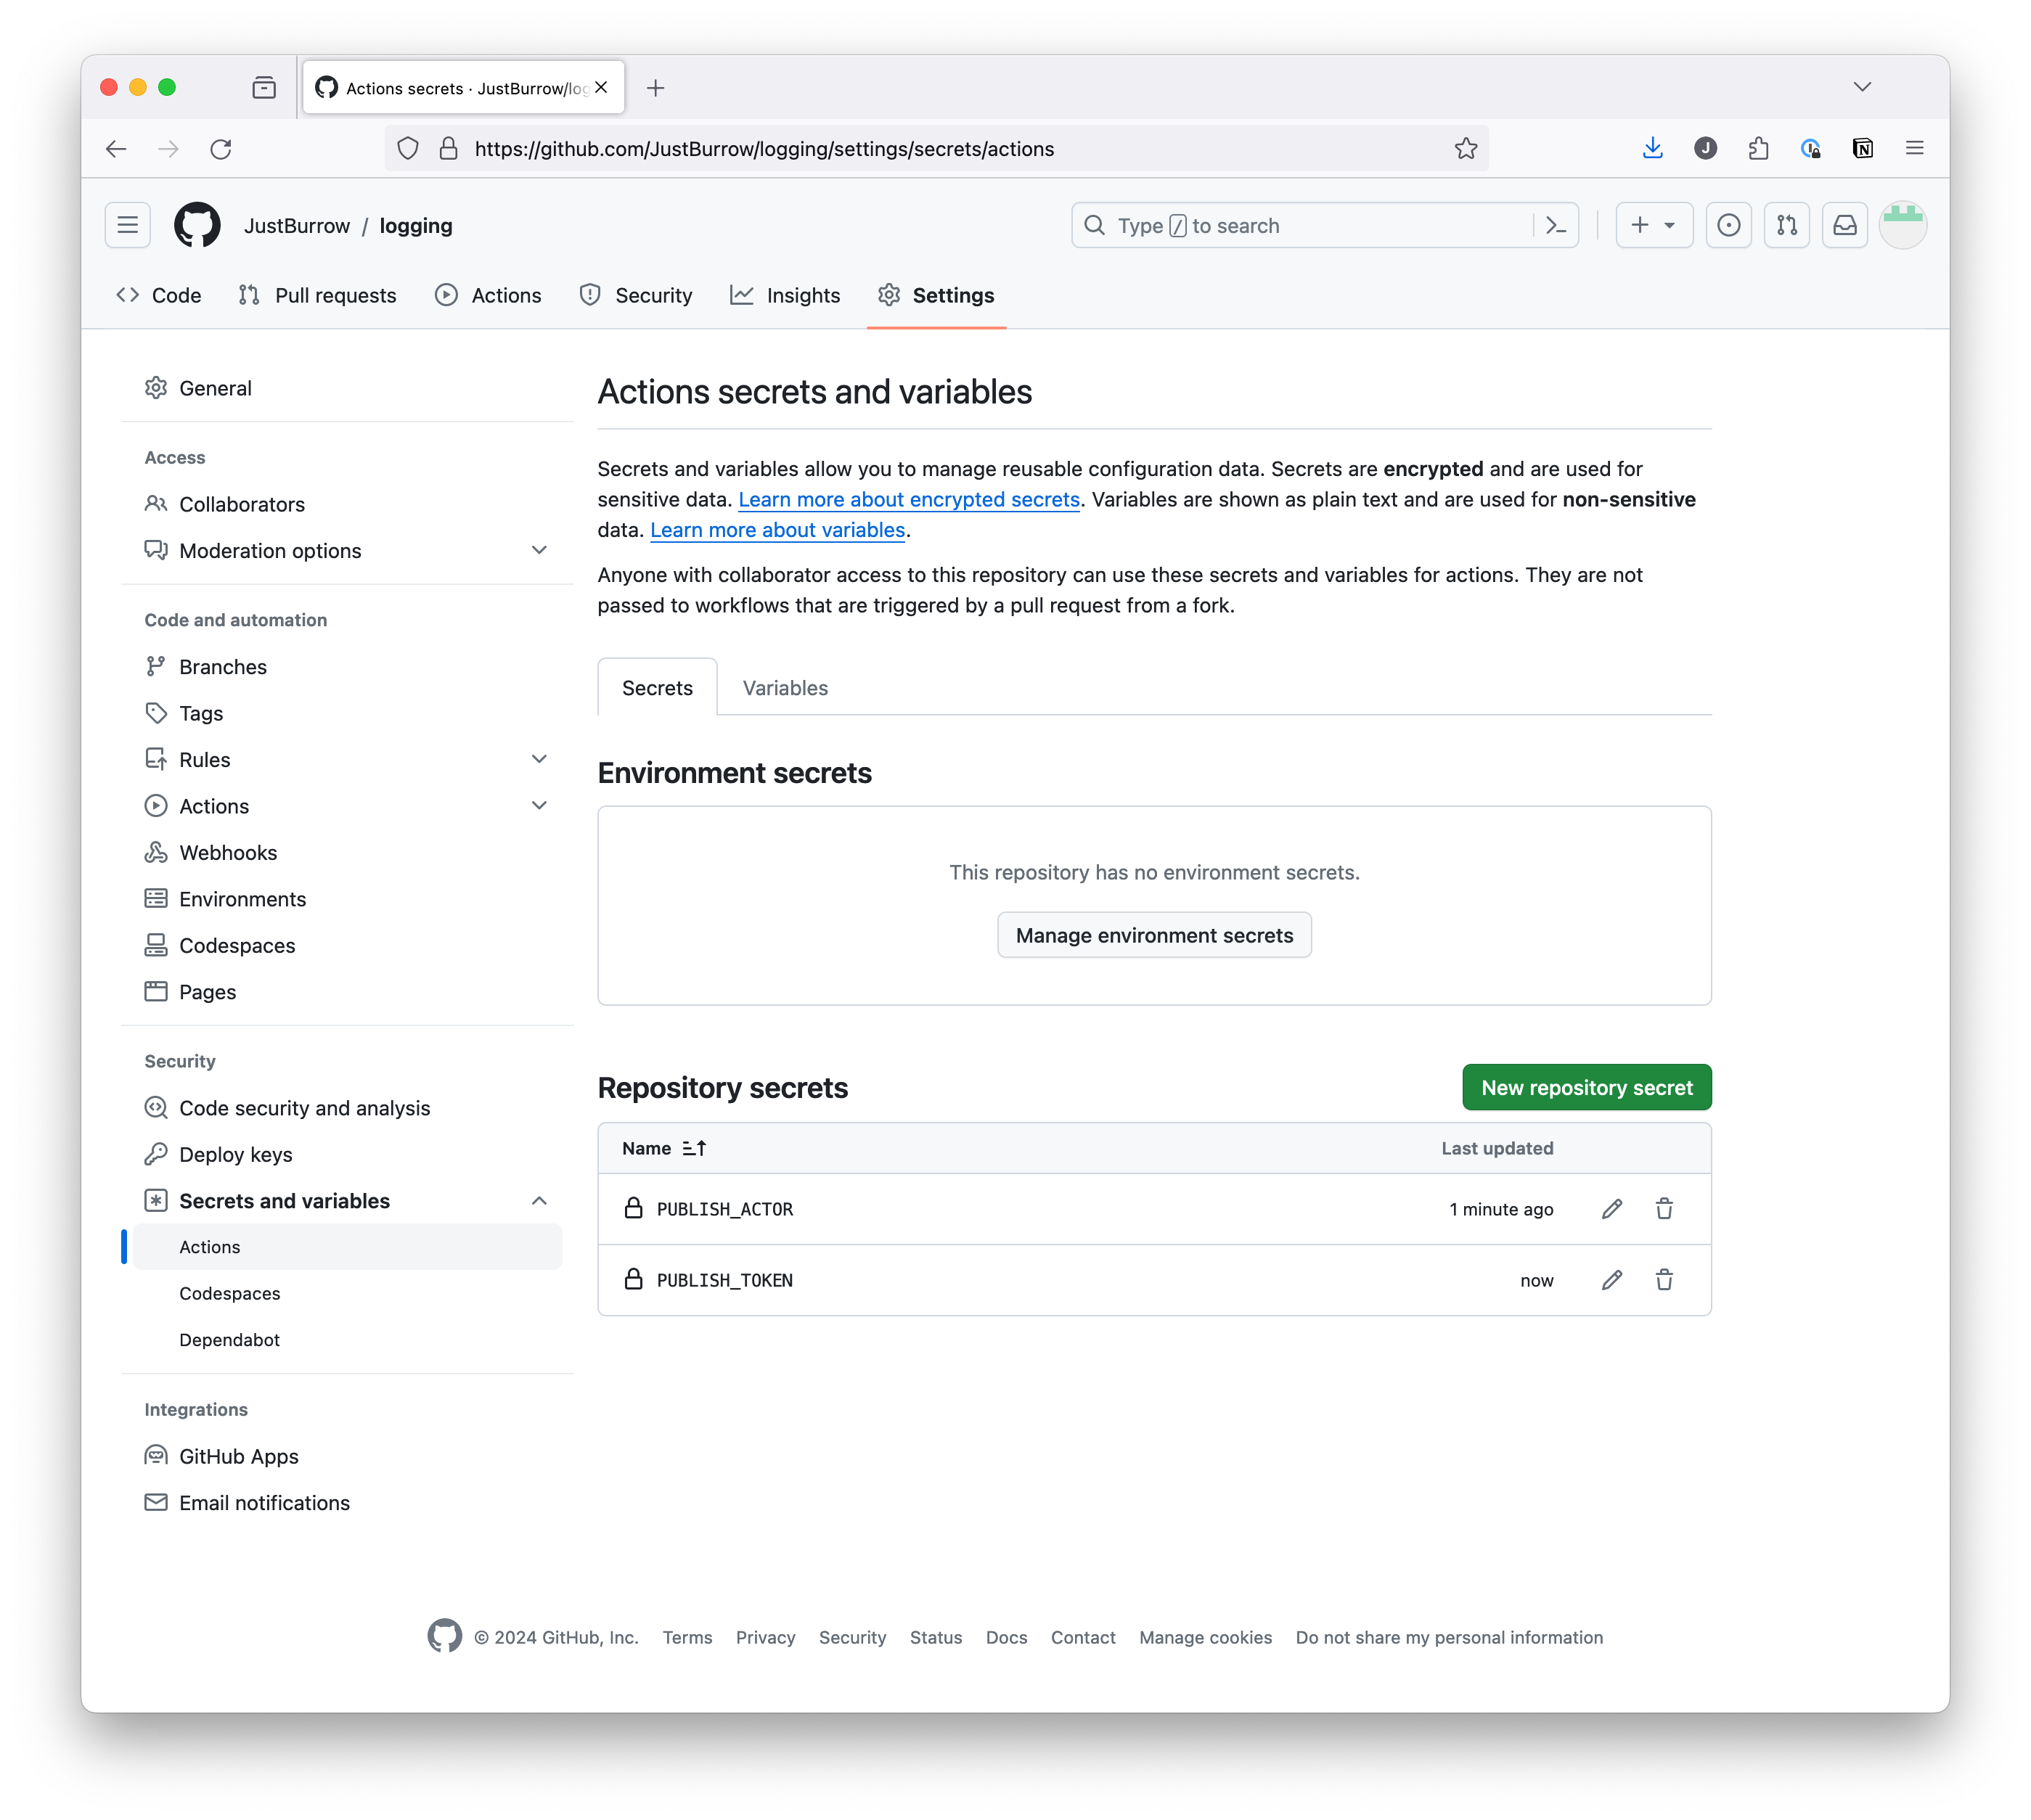 Actions secrets · JustBurrow/log
https://github.com/JustBurrow/logging/settings/secrets/actions
JustBurrow / logging
Type / to search
Code Pull requests Actions Security Insights Settings
General
Access
Collaborators
Moderation options
Code and automation
Branches
Tags
Rules
Actions
Webhooks
Environments
Codespaces
Pages
Security
Code security and analysis
Deploy keys
Secrets and variables
Actions
Codespaces
Dependabot
Integrations
GitHub Apps
Email notifications
Actions secrets and variables
Secrets and variables allow you to manage reusable configuration data. Secrets are encrypted and are used for
sensitive data. Learn more about encrypted secrets. Variables are shown as plain text and are used for non-sensitive
data. Learn more about variables.
Anyone with collaborator access to this repository can use these secrets and variables for actions. They are not
passed to workflows that are triggered by a pull request from a fork.
Secrets Variables
Environment secrets
This repository has no environment secrets.
Manage environment secrets
Repository secrets New repository secret
Name Last updated
PUBLISH_ACTOR 1 minute ago
PUBLISH_TOKEN now
© 2024 GitHub, Inc. Terms Privacy Security Status Docs Contact Manage cookies Do not share my personal information